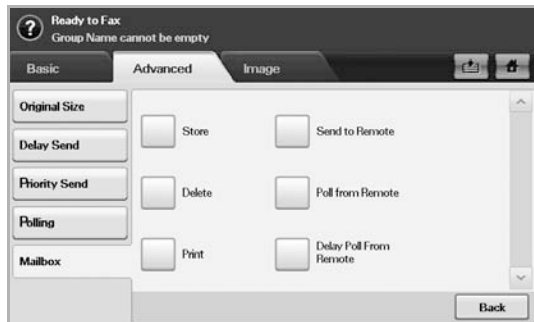 Ready to Fax
Group Name cannot be empty
Basic
Advanced
Image
Original Size
Delay Send
Priority Send
Polling
Mailbox
Store
Send to Remote
Delete
Poll from Remote
Print
Delay Poll From
Remote
Back